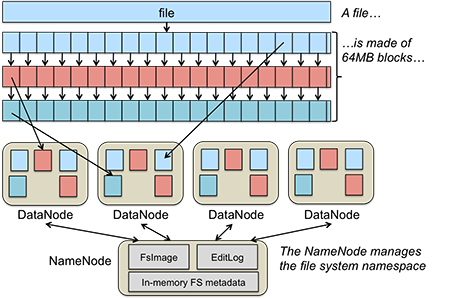 file
A file…
…is made of
64MB blocks…
DataNode
DataNode
DataNode
DataNode
NameNode
FsImage
EditLog
In-memory FS metadata
The NameNode manages
the file system namespace